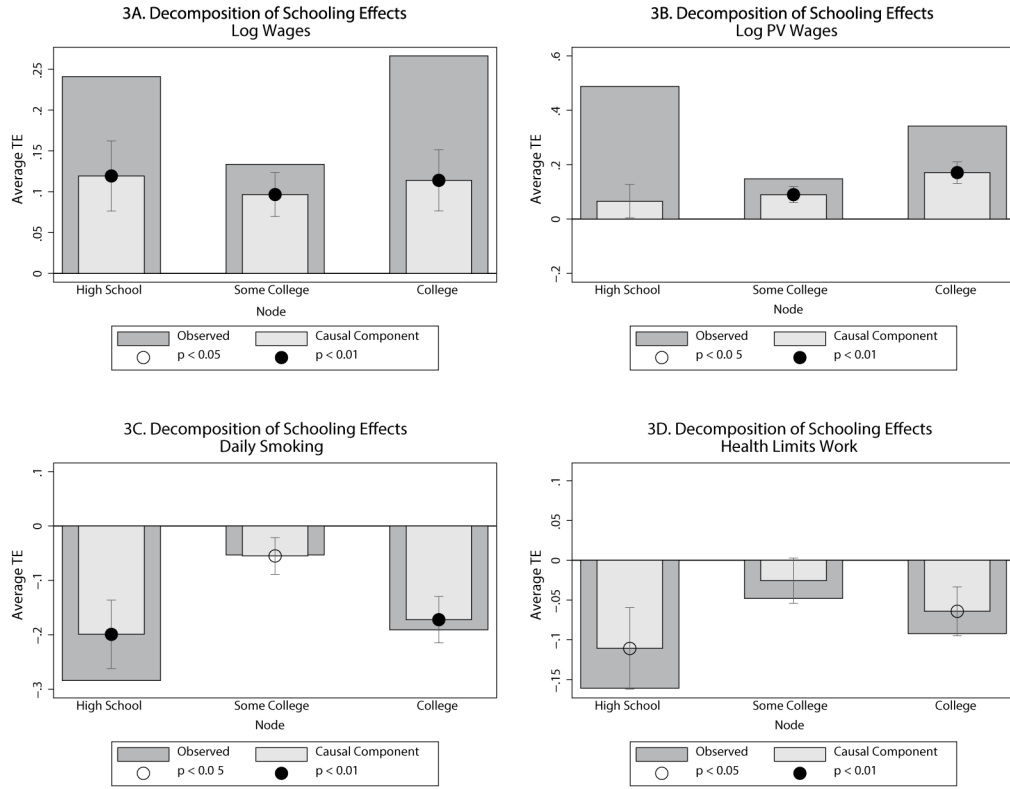 3A. Decomposition of Schooling Effects
Log Wages
Average TE
.25
.2
.15
.1
.05
0
High School Some College College
Node
Observed Causal Component
p < 0.05 p < 0.01
3B. Decomposition of Schooling Effects
Log PV Wages
Average TE
.6
.4
.2
0
−.2
High School Some College College
Node
Observed Causal Component
p < 0.0 5 p < 0.01
3C. Decomposition of Schooling Effects
Daily Smoking
Average TE
.1
0
−.1
−.2
−.3
High School Some College College
Node
Observed Causal Component
p < 0.0 5 p < 0.01
3D. Decomposition of Schooling Effects
Health Limits Work
Average TE
.1
.05
0
−.05
−.1
−.15
High School Some College College
Node
Observed Causal Component
p < 0.05 p < 0.01